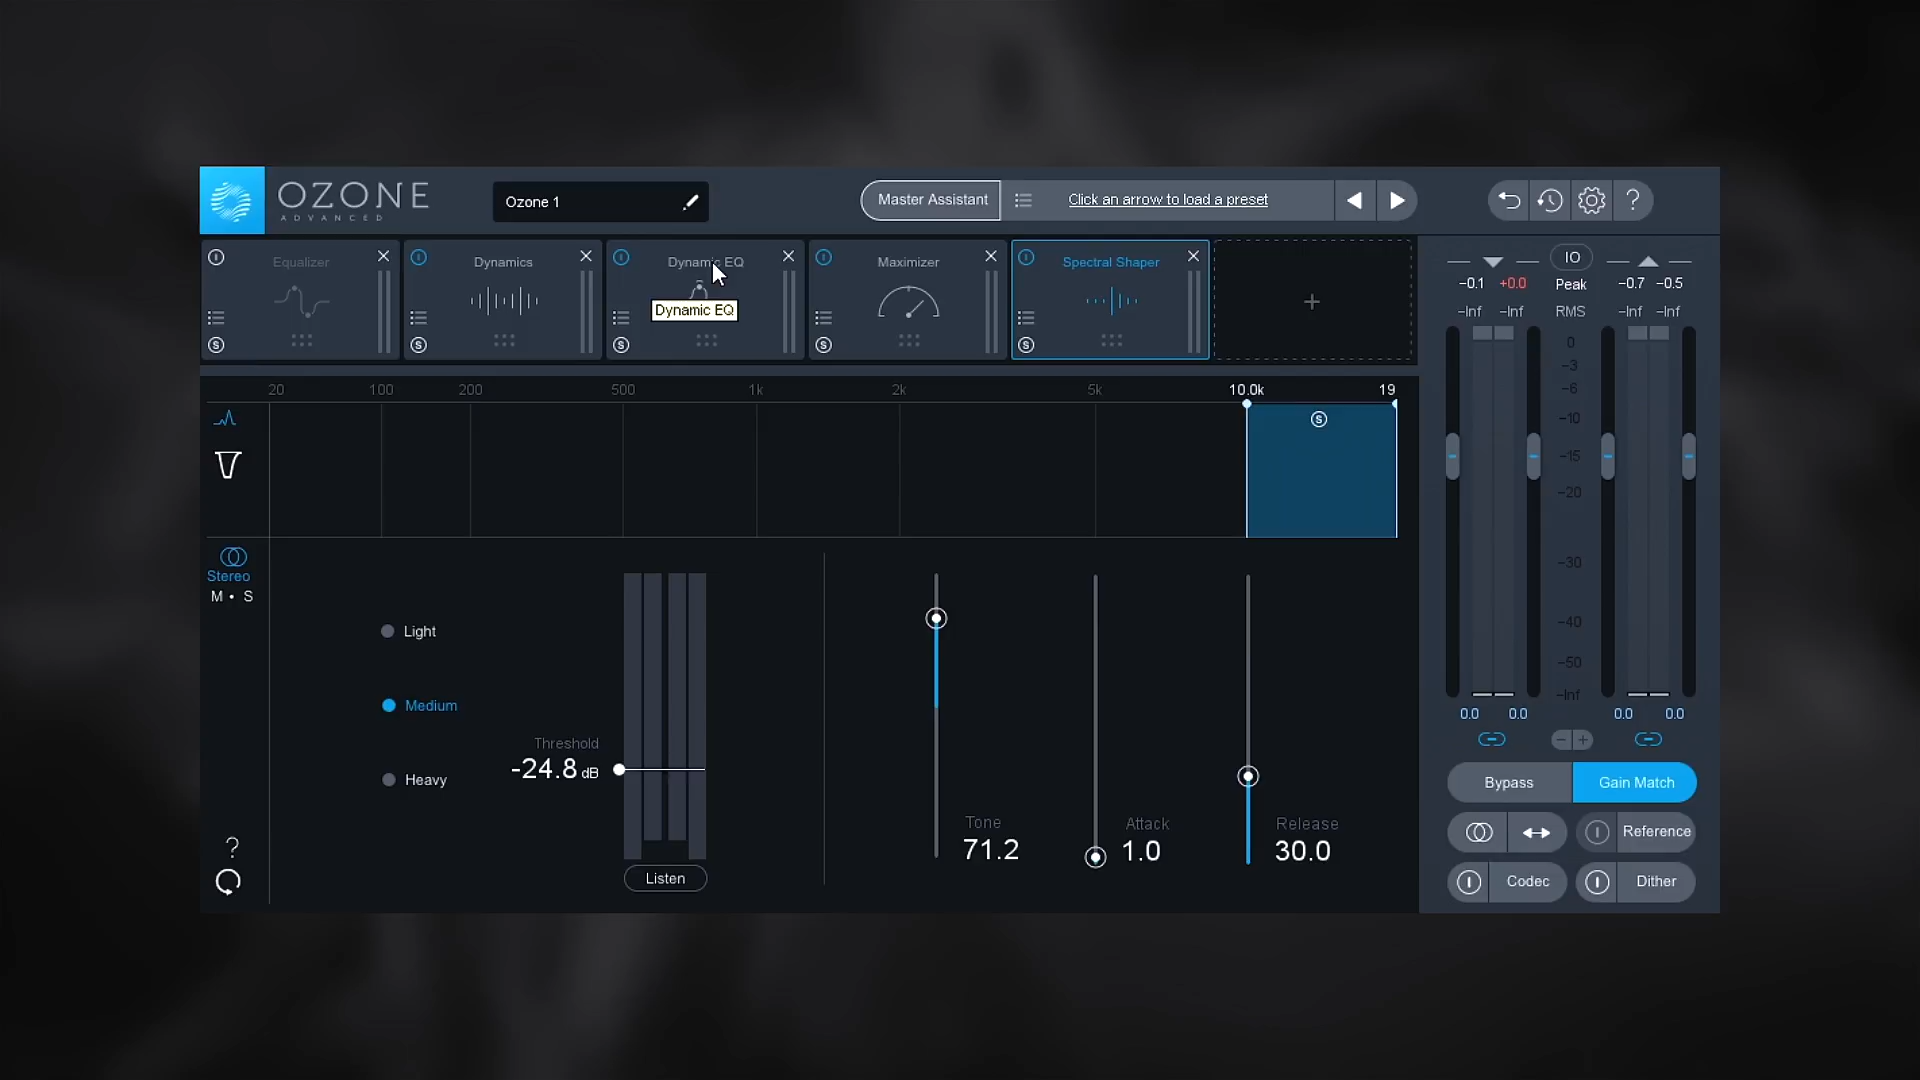 OZONE
ADVANCED
Ozone 1
Master Assistant
Click an arrow to load a preset
?
Equalizer
S
Dynamics
S
Dynamic EQ
Dynamic EQ
S
Maximizer
S
Spectral Shaper
S
+
IO
-0.1 +0.0 Peak -0.7 -0.5
-Inf -Inf RMS -Inf -Inf
0
-3
-6
-10
-15
-20
-30
-40
-50
-Inf
0.0 0.0 0.0 0.0
20 100 200 500 1k 2k 5k 10.0k 19
S
Stereo
M • S
Light
Medium
Heavy
Threshold
-24.8 dB
Listen
Tone
71.2
Attack
1.0
Release
30.0
?
Bypass Gain Match
Reference
Codec Dither